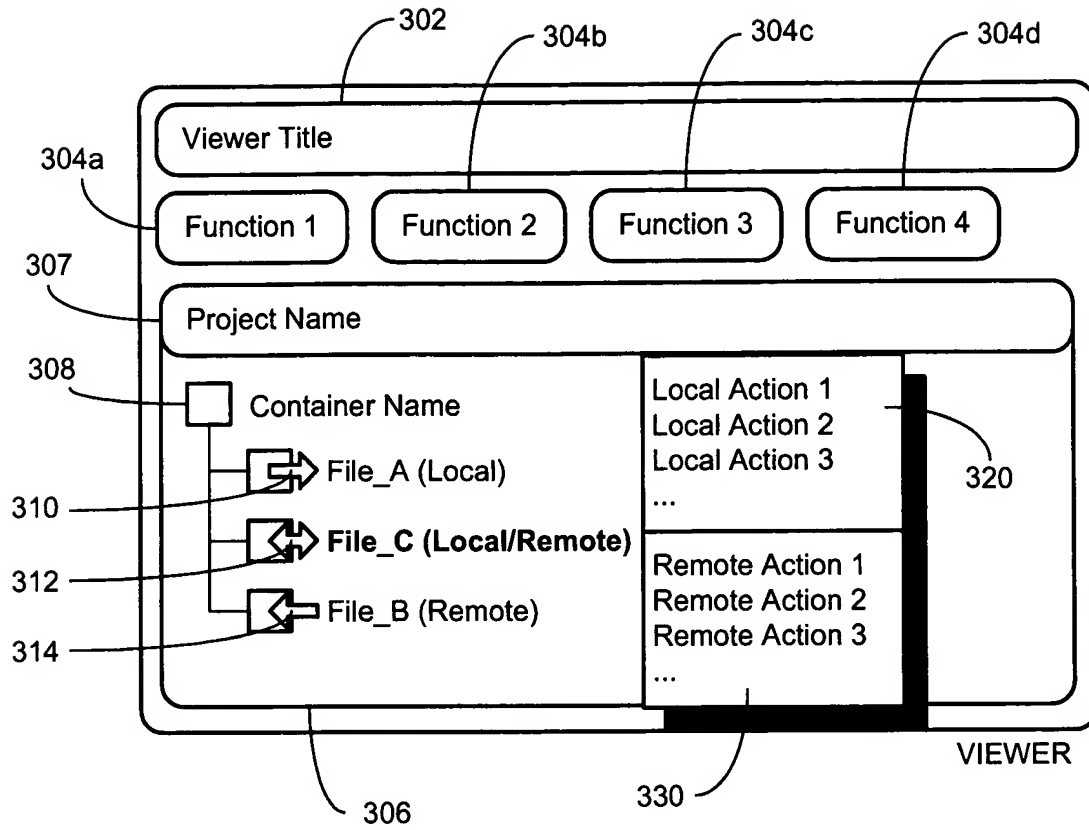 302
304b
304c
304d
Viewer Title
304a
Function 1
Function 2
Function 3
Function 4
307
Project Name
308
Container Name
Local Action 1
Local Action 2
Local Action 3
...
320
File_A (Local)
310
File_C (Local/Remote)
312
File_B (Remote)
314
Remote Action 1
Remote Action 2
Remote Action 3
...
VIEWER
306
330